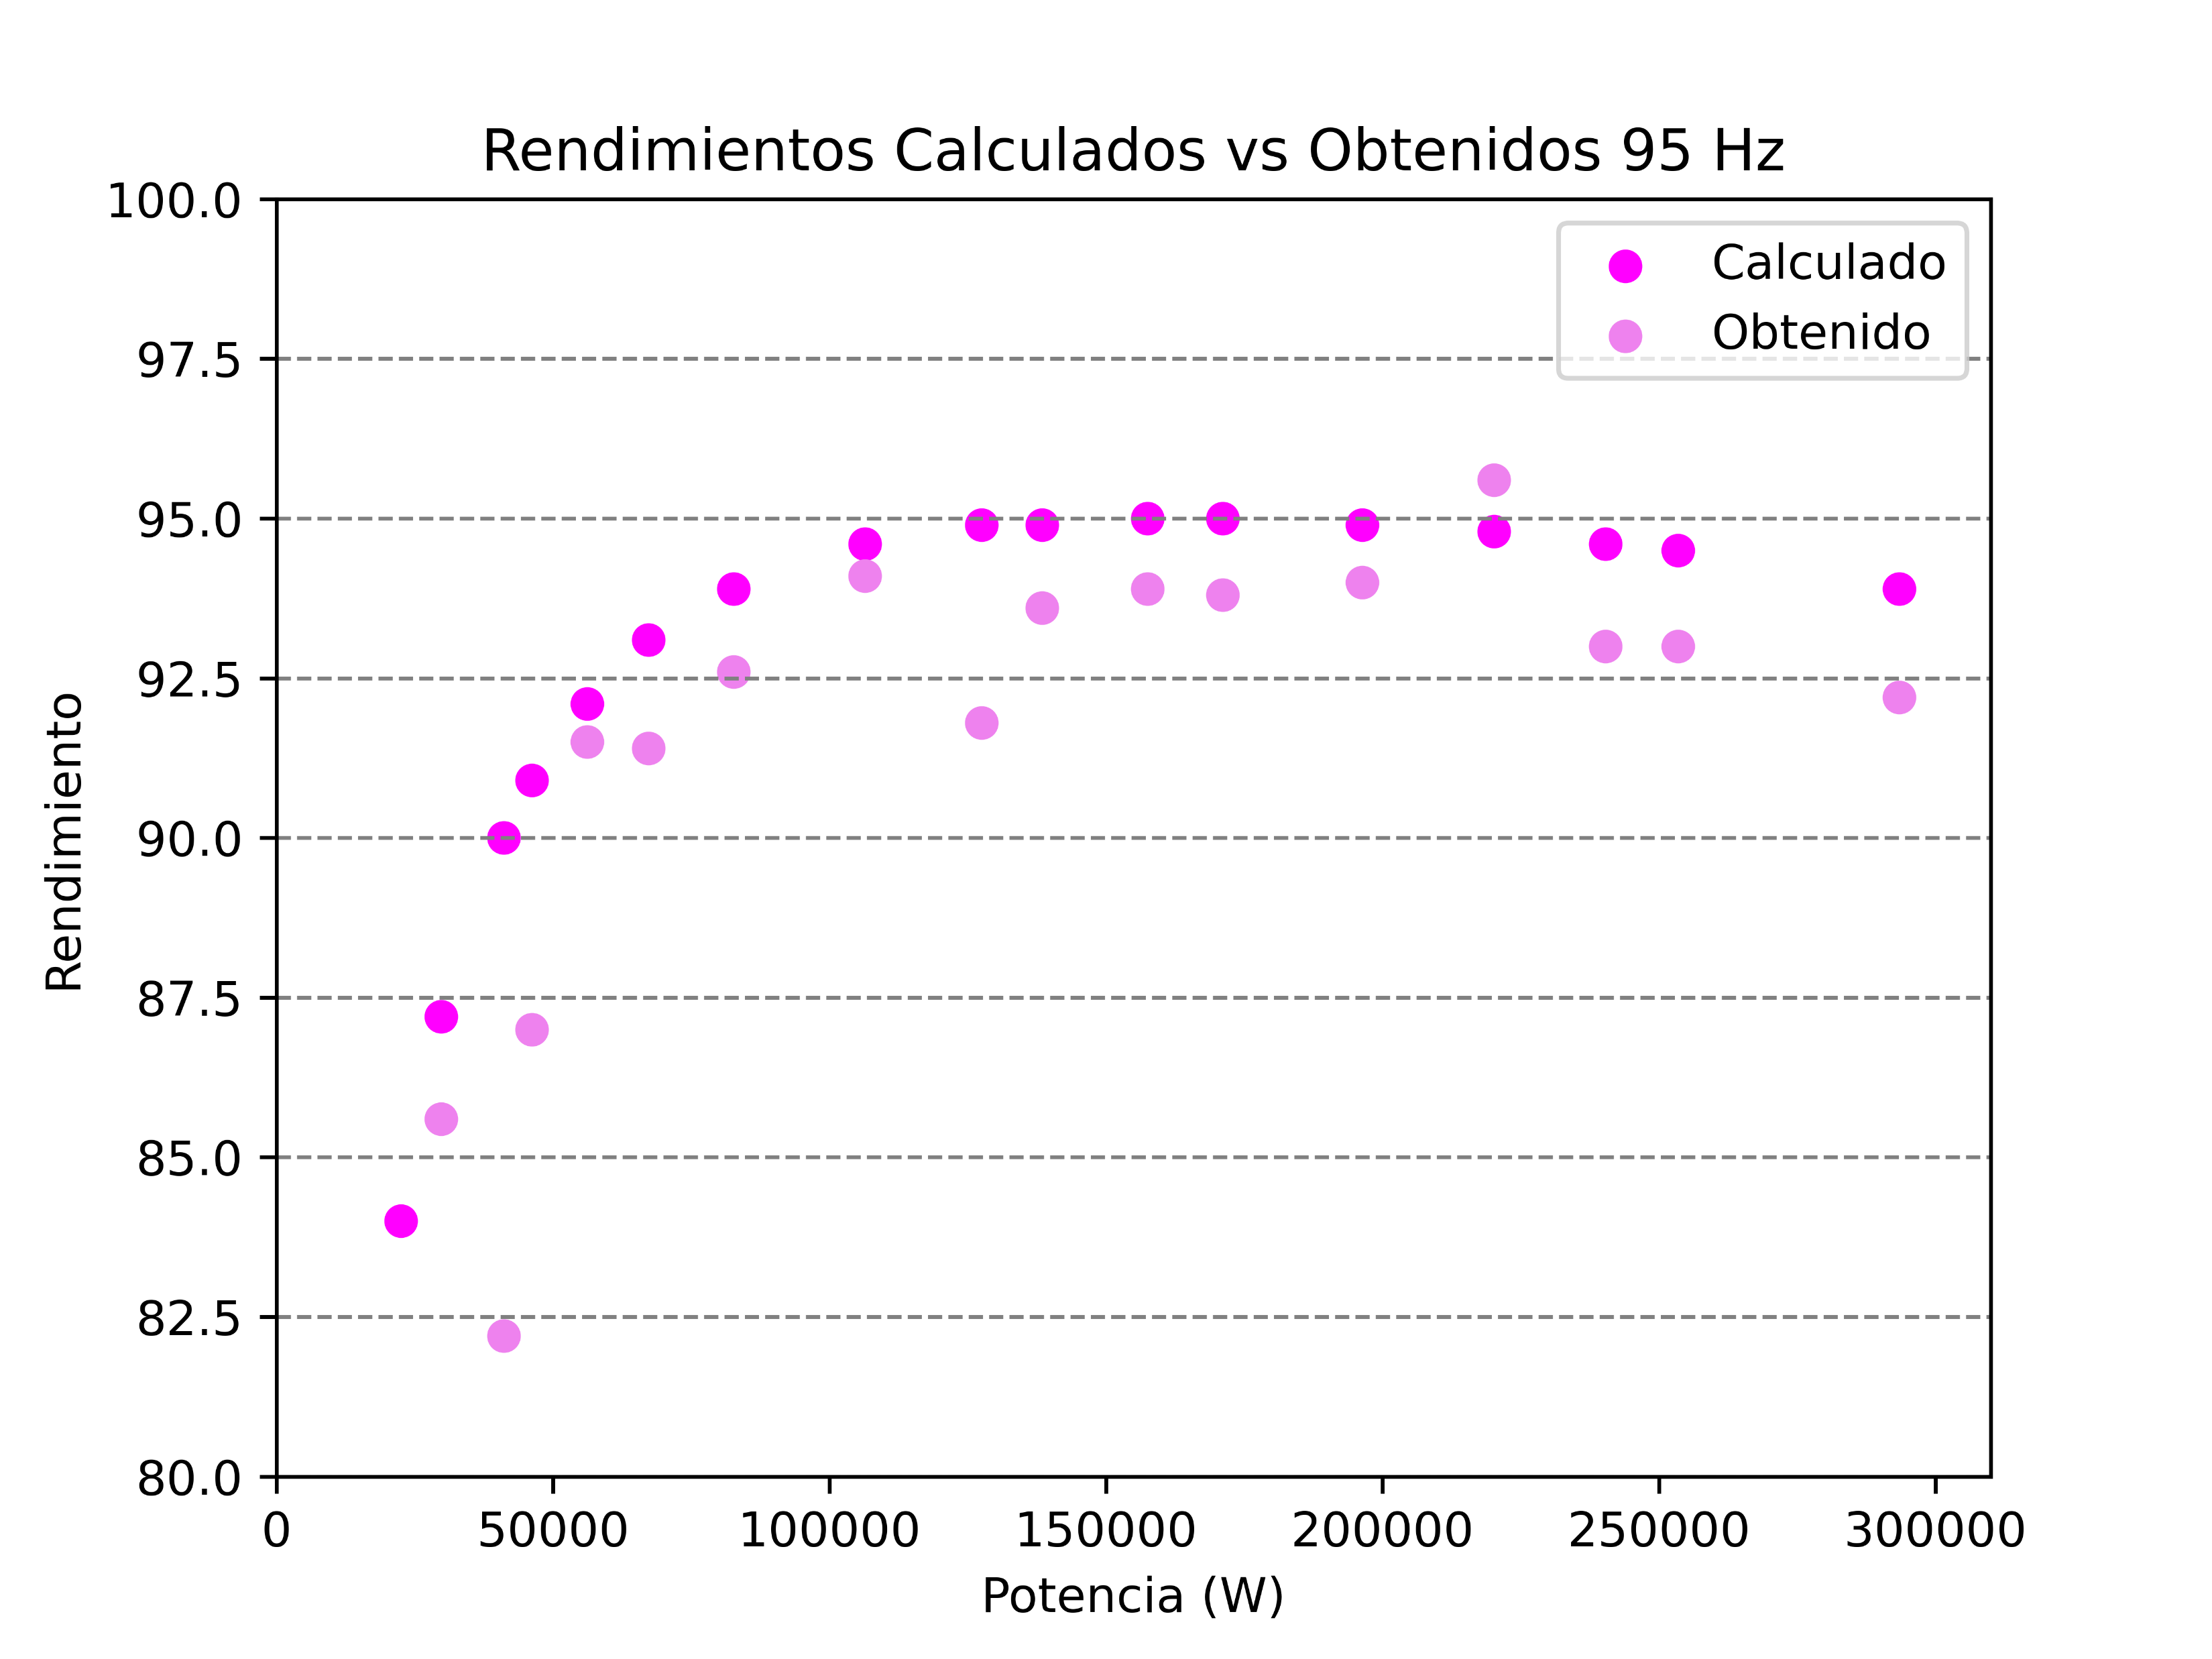 Rendimientos Calculados vs Obtenidos 95 Hz
100.0
97.5
95.0
92.5
90.0
87.5
85.0
82.5
80.0
Rendimiento
Calculado
Obtenido
0 50000 100000 150000 200000 250000 300000
Potencia (W)